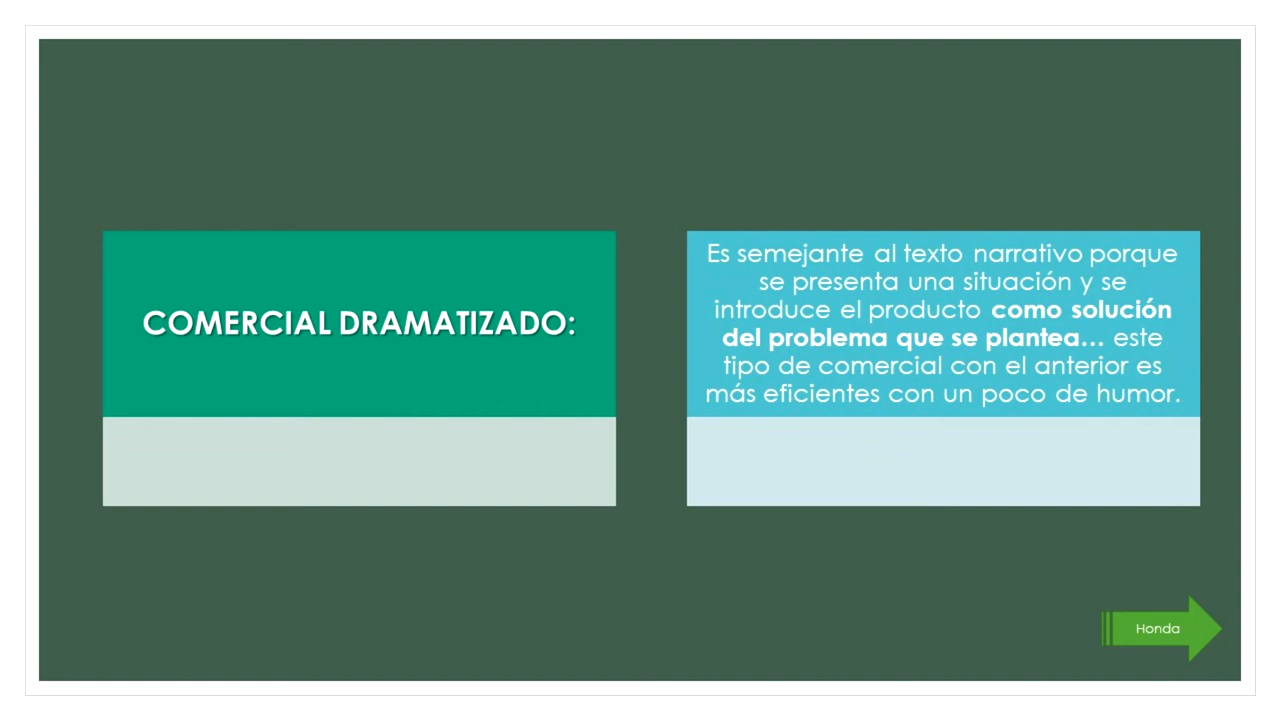 COMERCIAL DRAMATIZADO:
Es semejante al texto narrativo porque
se presenta una situación y se
introduce el producto como solución
del problema que se plantea... este
tipo de comercial con el anterior es
más eficientes con un poco de humor.
Honda